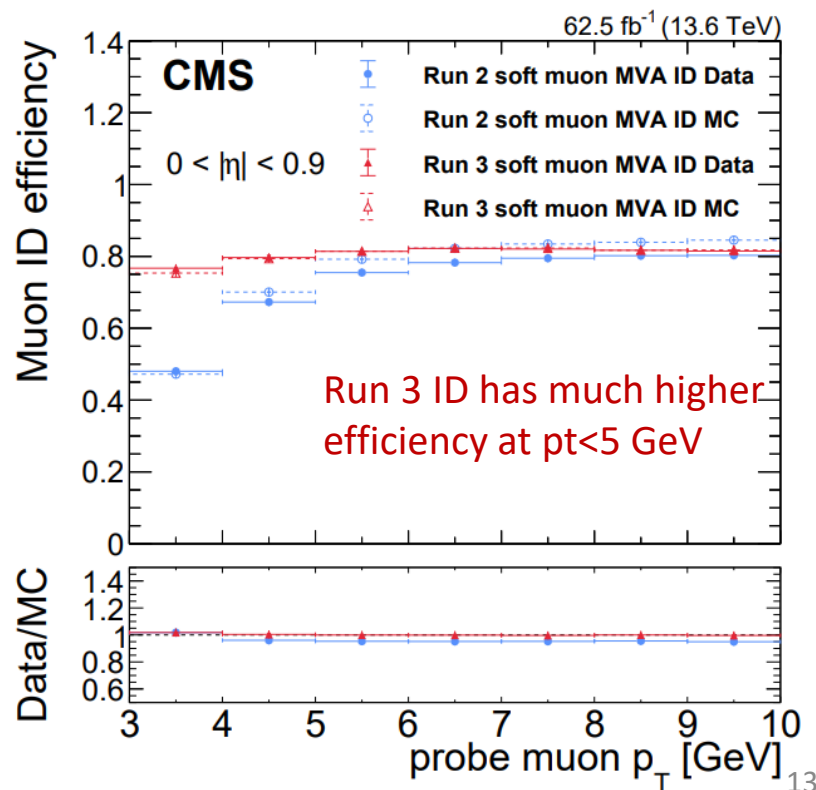 62.5 fb⁻¹ (13.6 TeV)
CMS
Run 2 soft muon MVA ID Data
Run 2 soft muon MVA ID MC
0 < |η| < 0.9
Run 3 soft muon MVA ID Data
Run 3 soft muon MVA ID MC
Muon ID efficiency
1.4
1.2
1
0.8
0.6
0.4
0.2
0
Run 3 ID has much higher
efficiency at pt<5 GeV
Data/MC
1.4
1.2
1
0.8
0.6
3 4 5 6 7 8 9 10
probe muon p_T [GeV]
13